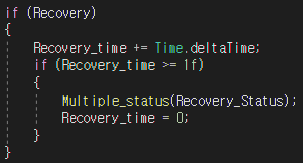 if (Recovery)
{
    Recovery_time += Time.deltaTime;
    if (Recovery_time >= 1f)
    {
        Multiple_status(Recovery_Status);
        Recovery_time = 0;
    }
}